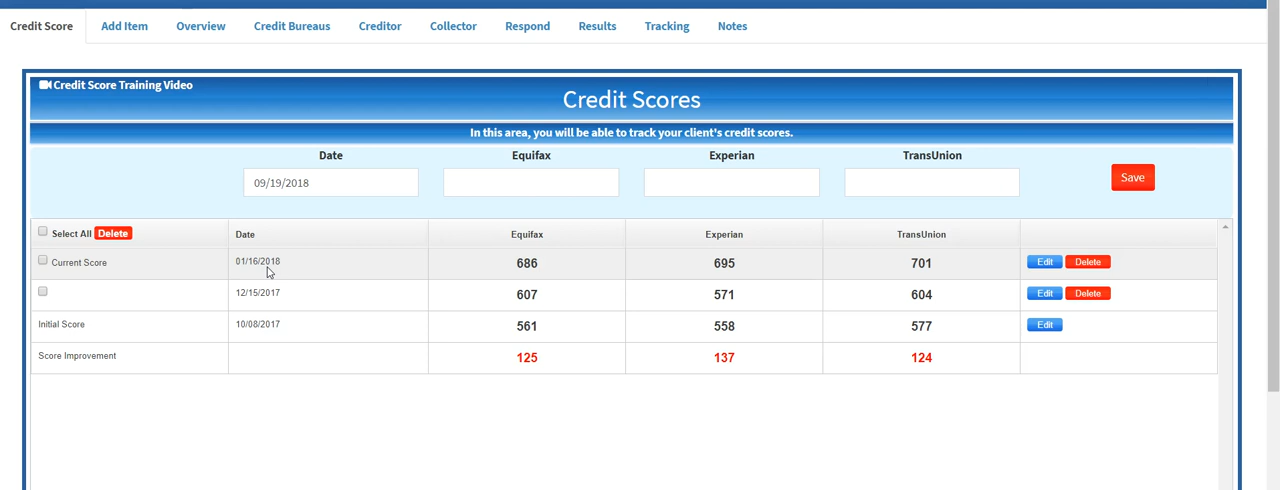 Credit Score Add Item Overview Credit Bureaus Creditor Collector Respond Results Tracking Notes
Credit Score Training Video
Credit Scores
In this area, you will be able to track your client's credit scores.
Date Equifax Experian TransUnion
09/19/2018 Save
Select All Delete Date Equifax Experian TransUnion
Current Score 01/16/2018 686 695 701 Edit Delete
12/15/2017 607 571 604 Edit Delete
Initial Score 10/08/2017 561 558 577 Edit
Score Improvement 125 137 124